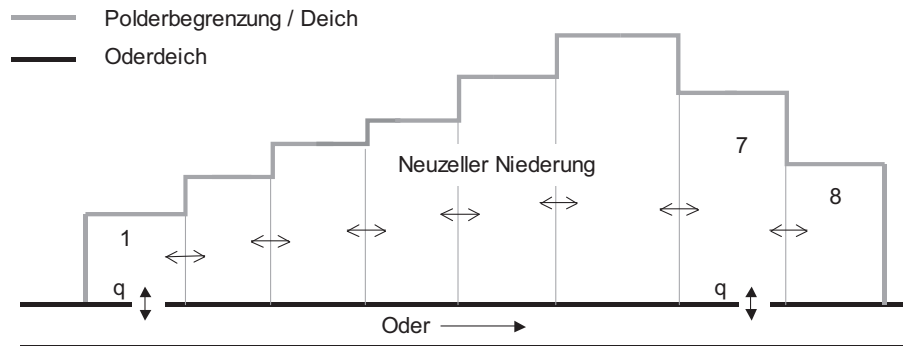 Polderbegrenzung / Deich
Oderdeich
7
Neuzeller Niederung
8
1
q
q
Oder